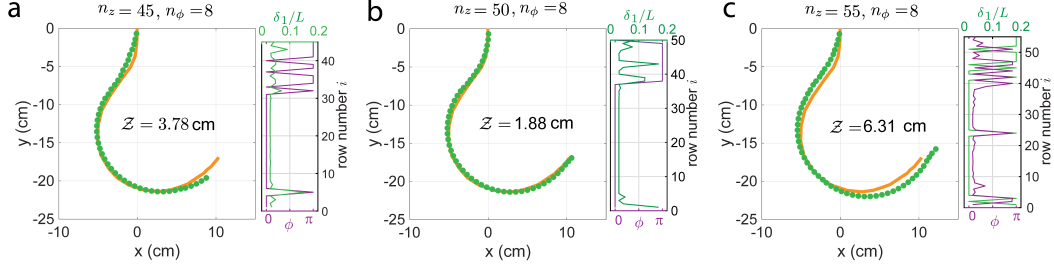 a
n_z = 45, n_ϕ = 8
y (cm)
0
-5
-10
-15
-20
-25
-10
0
10
x (cm)
Z = 3.78 cm
δ_1/L
0
0.1
0.2
40
30
20
10
0
row number i
0
ϕ
π
b
n_z = 50, n_ϕ = 8
y (cm)
0
-5
-10
-15
-20
-25
-10
0
10
x (cm)
Z = 1.88 cm
δ_1/L
0
0.1
0.2
50
40
30
20
10
0
row number i
0
ϕ
π
c
n_z = 55, n_ϕ = 8
y (cm)
0
-5
-10
-15
-20
-25
-10
0
10
x (cm)
Z = 6.31 cm
δ_1/L
0
0.1
0.2
50
40
30
20
10
0
row number i
0
ϕ
π